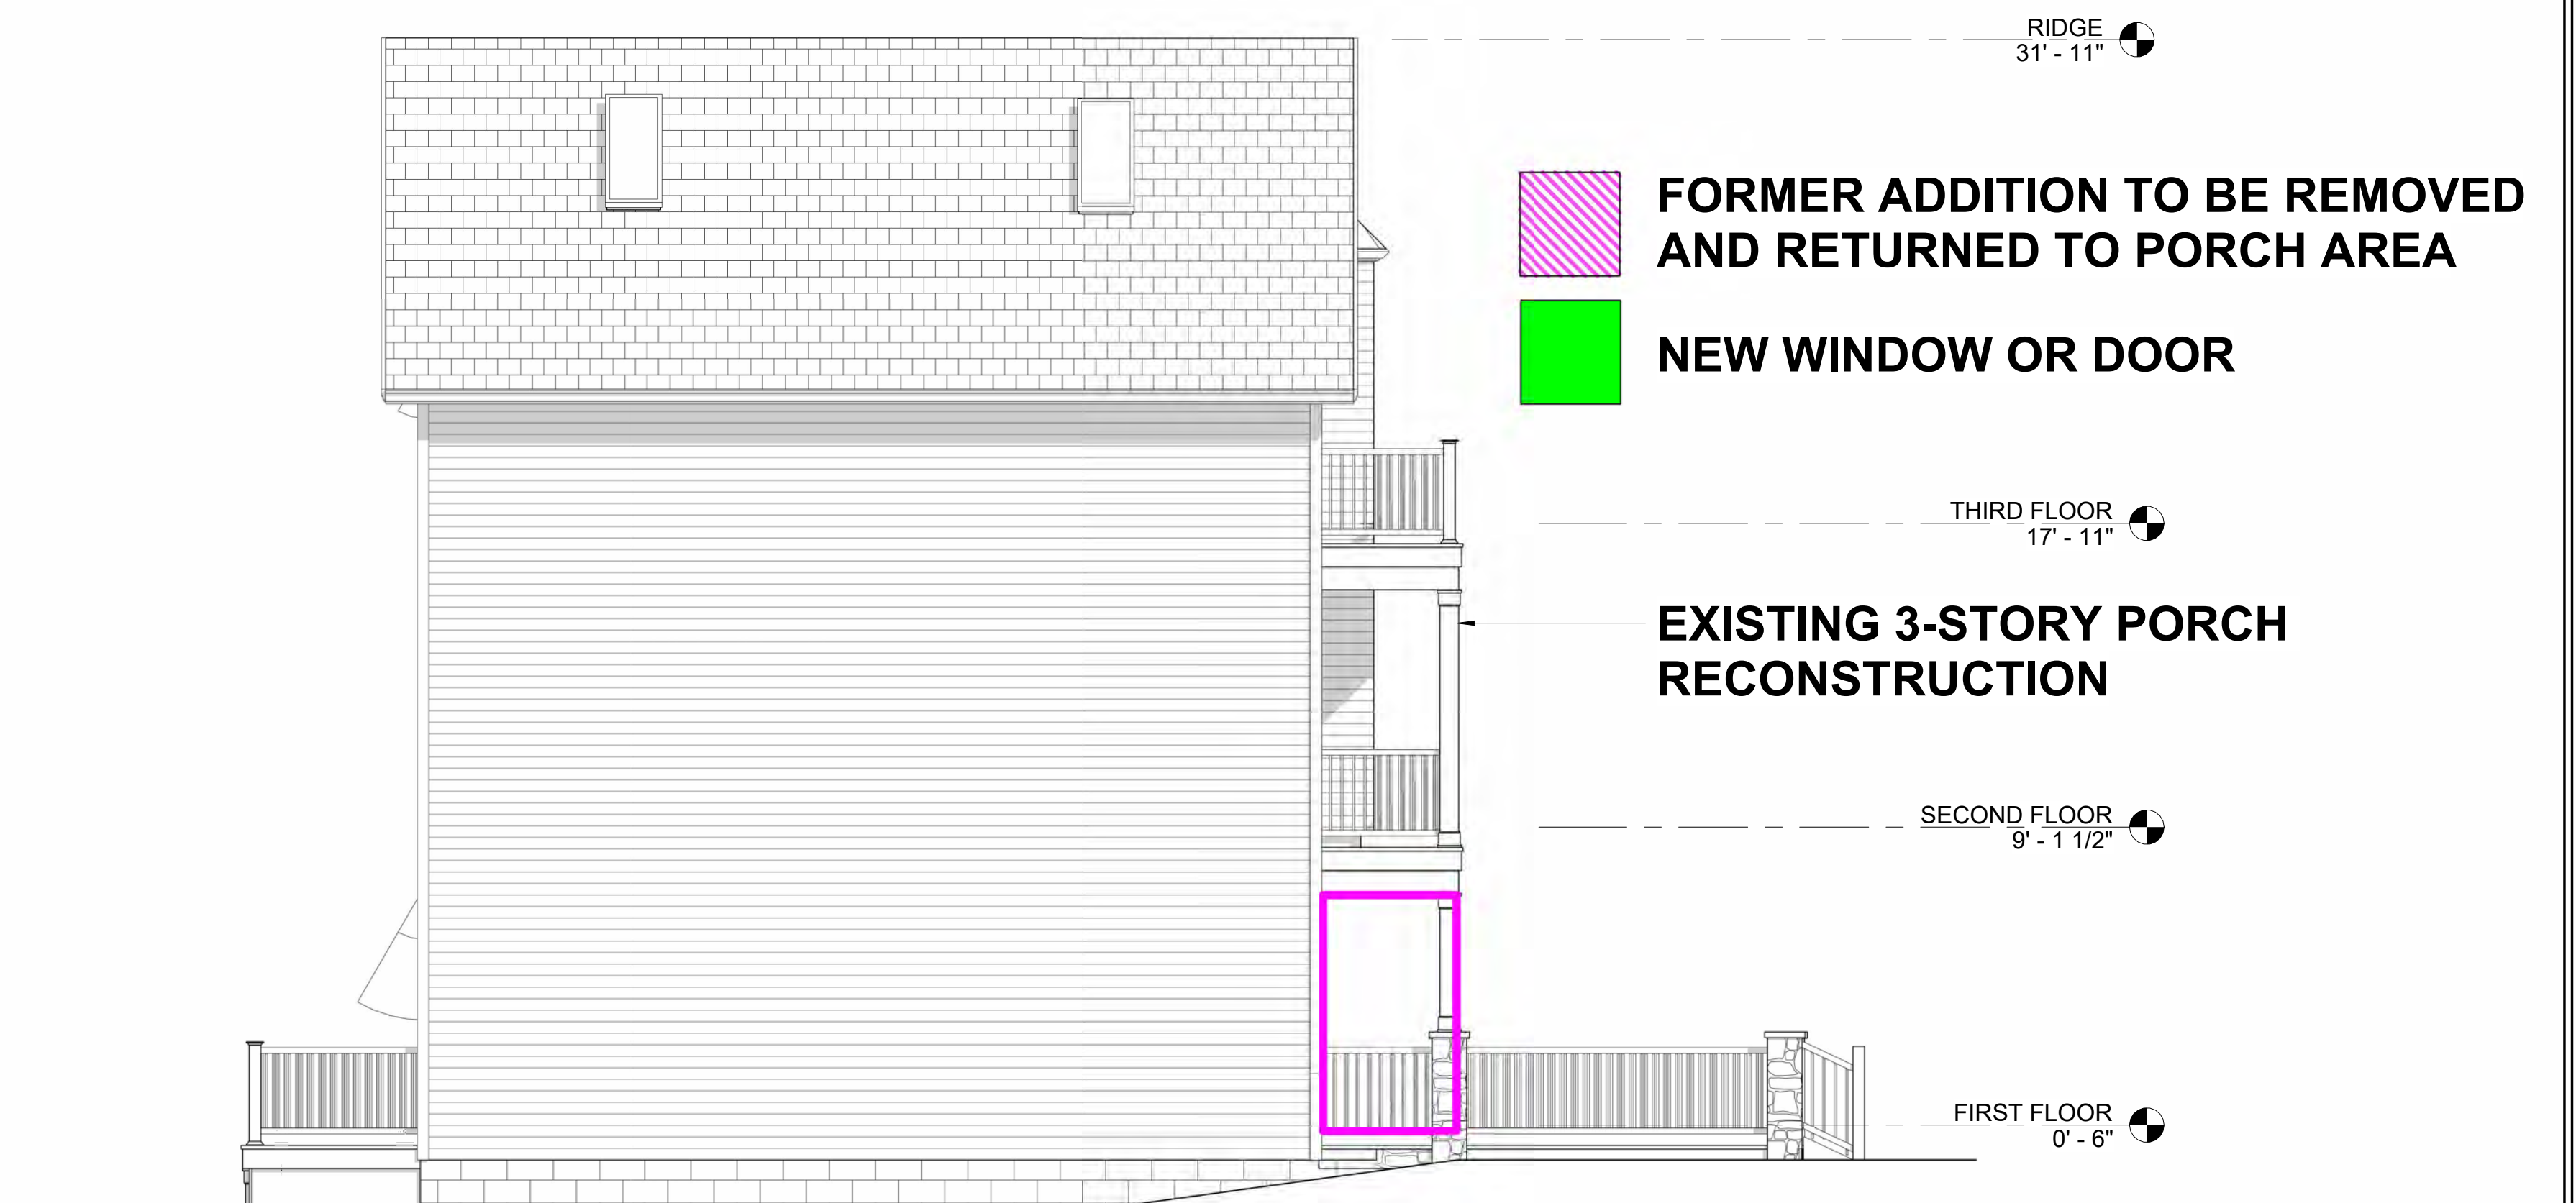 RIDGE
31' - 11"
FORMER ADDITION TO BE REMOVED
AND RETURNED TO PORCH AREA
NEW WINDOW OR DOOR
THIRD FLOOR
17' - 11"
EXISTING 3-STORY PORCH
RECONSTRUCTION
SECOND FLOOR
9' - 1 1/2"
FIRST FLOOR
0' - 6"